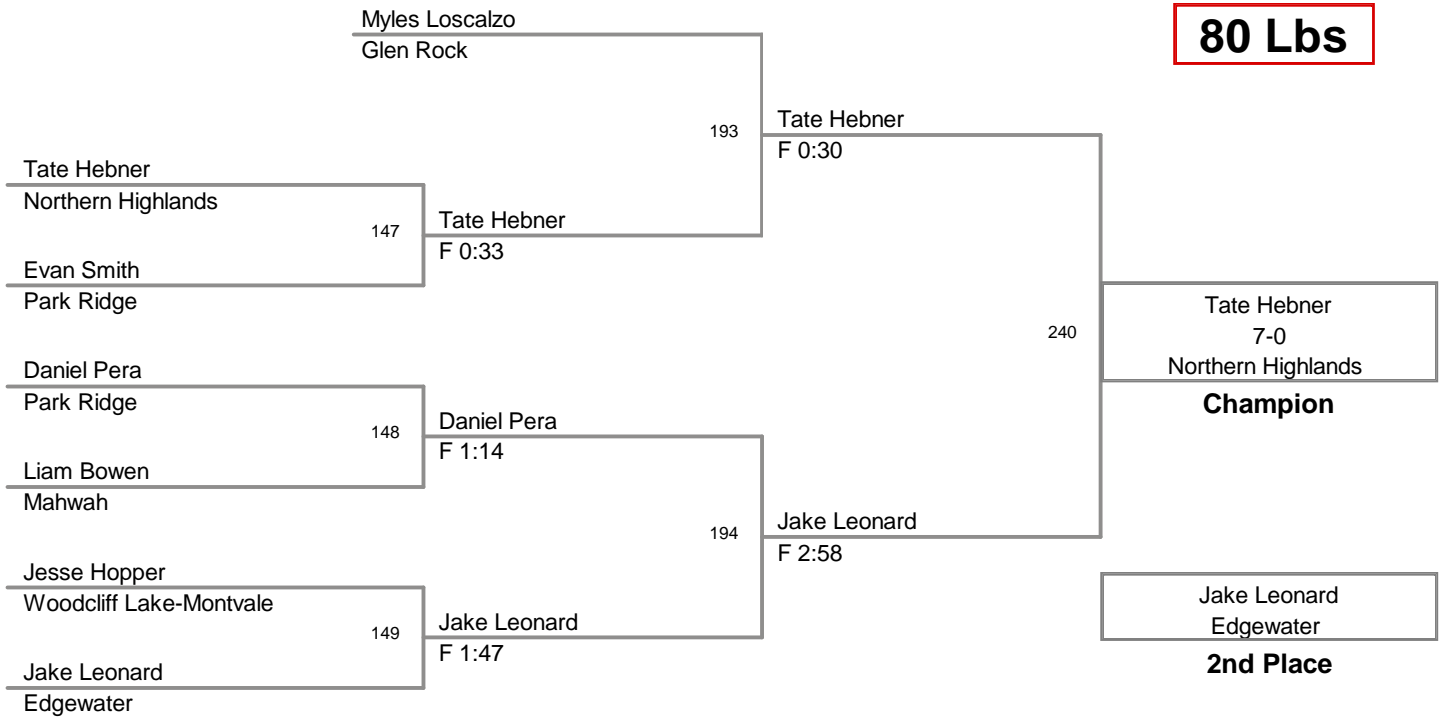 Myles Loscalzo
Glen Rock
80 Lbs
193
Tate Hebner
F 0:30
Tate Hebner
Northern Highlands
147
Tate Hebner
F 0:33
Evan Smith
Park Ridge
240
Tate Hebner
7-0
Northern Highlands
Champion
Daniel Pera
Park Ridge
148
Daniel Pera
F 1:14
Liam Bowen
Mahwah
194
Jake Leonard
F 2:58
Jesse Hopper
Woodcliff Lake-Montvale
149
Jake Leonard
F 1:47
Jake Leonard
Edgewater
Jake Leonard
Edgewater
2nd Place